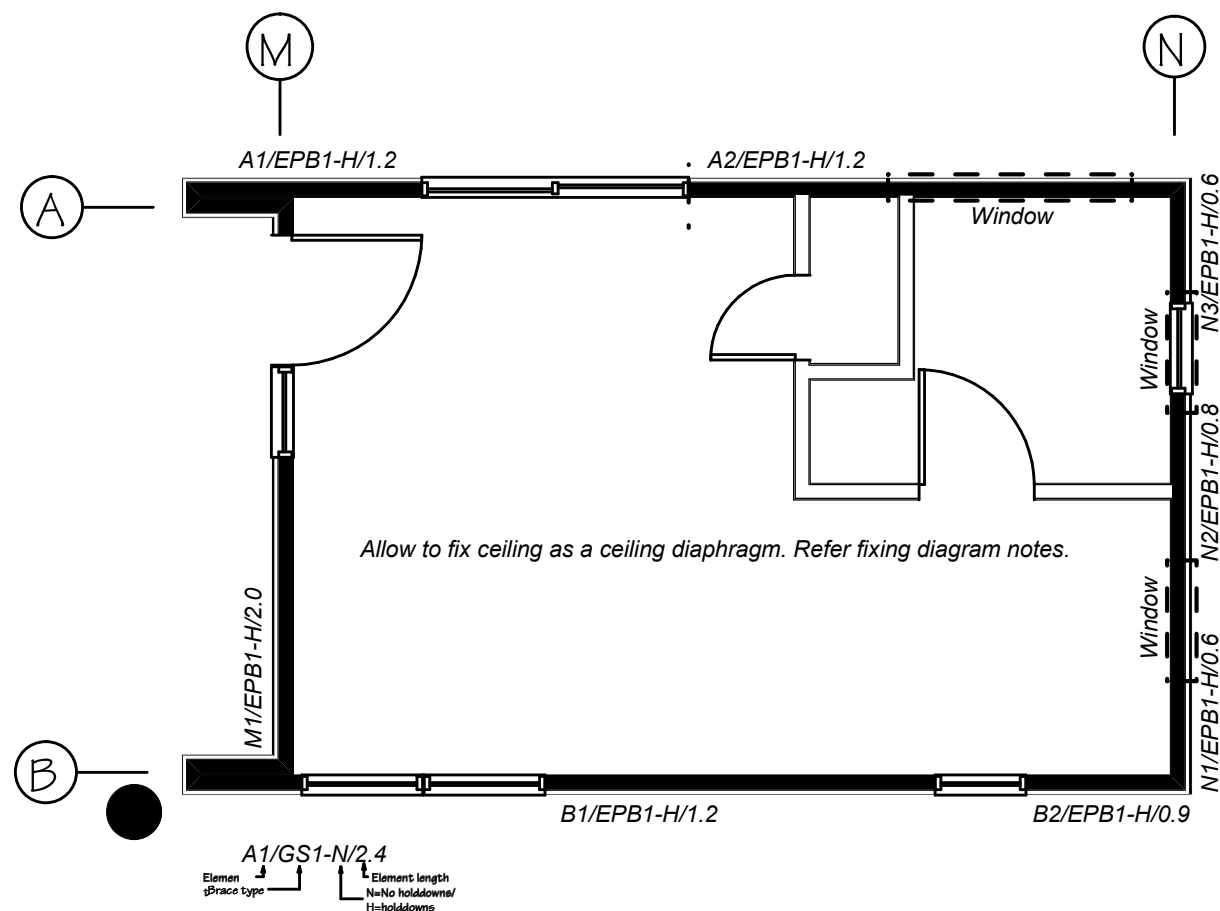 M
N
A1/EPB1-H/1.2
A2/EPB1-H/1.2
A
Window
N3/EPB1-H/0.6
Window
N2/EPB1-H/0.8
Allow to fix ceiling as a ceiling diaphragm. Refer fixing diagram notes.
M1/EPB1-H/2.0
Window
N1/EPB1-H/0.6
B
B1/EPB1-H/1.2
B2/EPB1-H/0.9
A1/GS1-N/2.4
Elemen
t
Brace type
Element length
N=No holddowns/
H=holddowns